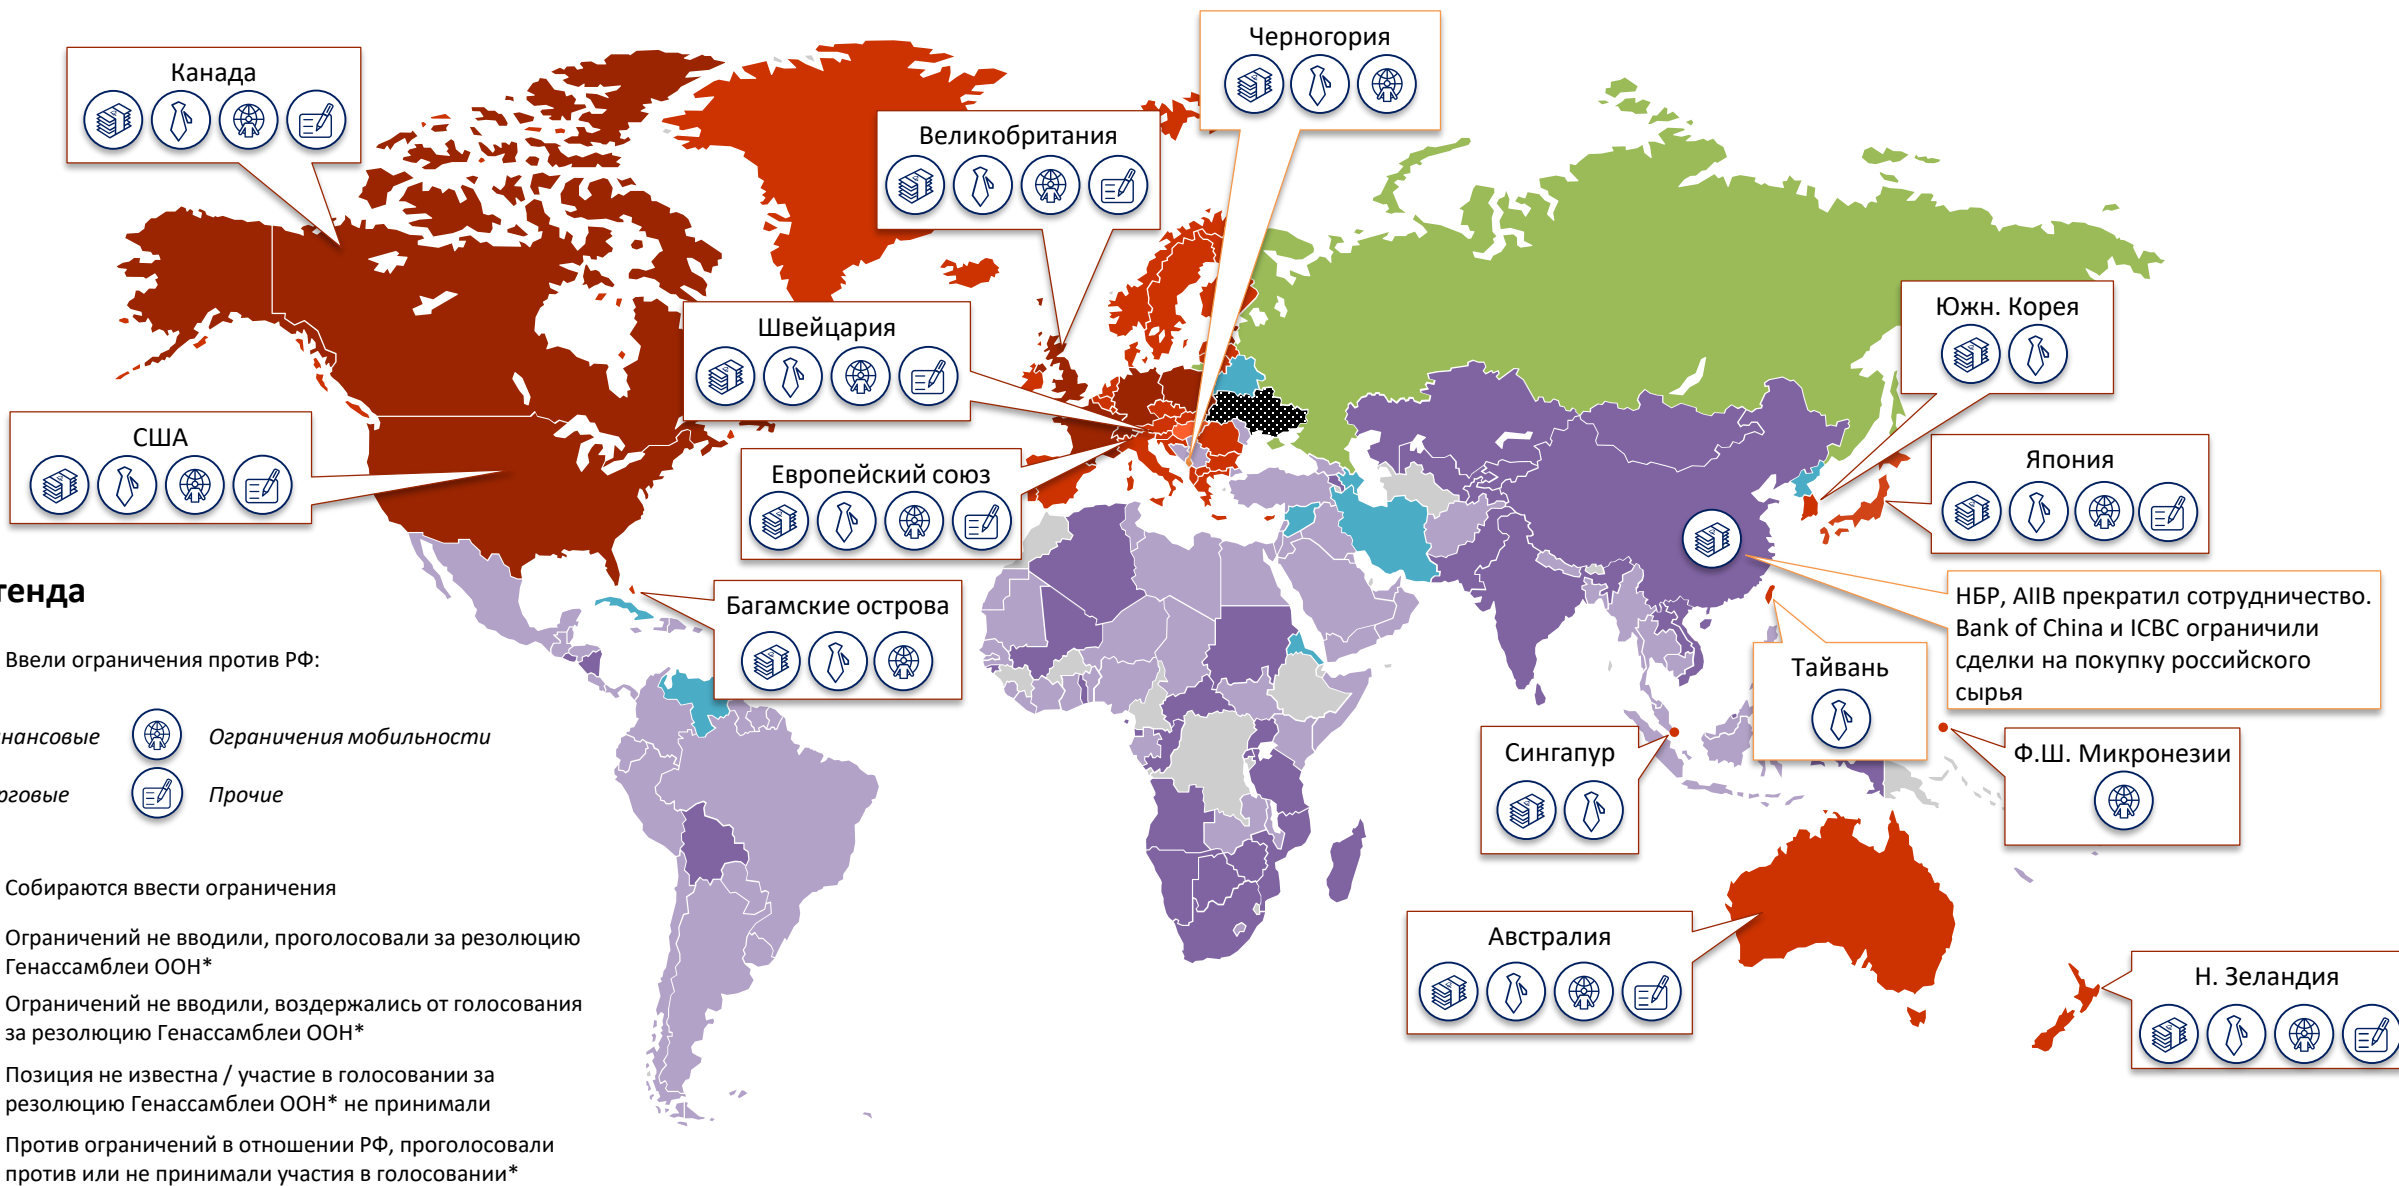 Черногория
Канада
Великобритания
Южн. Корея
Швейцария
США
Европейский союз
Япония
Багамские острова
НБР, AIIB прекратил сотрудничество.
Bank of China и ICBC ограничили
сделки на покупку российского
сырья
Тайвань
Сингапур
Ф.Ш. Микронезии
Австралия
Н. Зеландия
генда
Ввели ограничения против РФ:
нансовые
Ограничения мобильности
рговые
Прочие
Собираются ввести ограничения
Ограничений не вводили, проголосовали за резолюцию
Генассамблеи ООН*
Ограничений не вводили, воздержались от голосования
за резолюцию Генассамблеи ООН*
Позиция не известна / участие в голосовании за
резолюцию Генассамблеи ООН* не принимали
Против ограничений в отношении РФ, проголосовали
против или не принимали участия в голосовании*